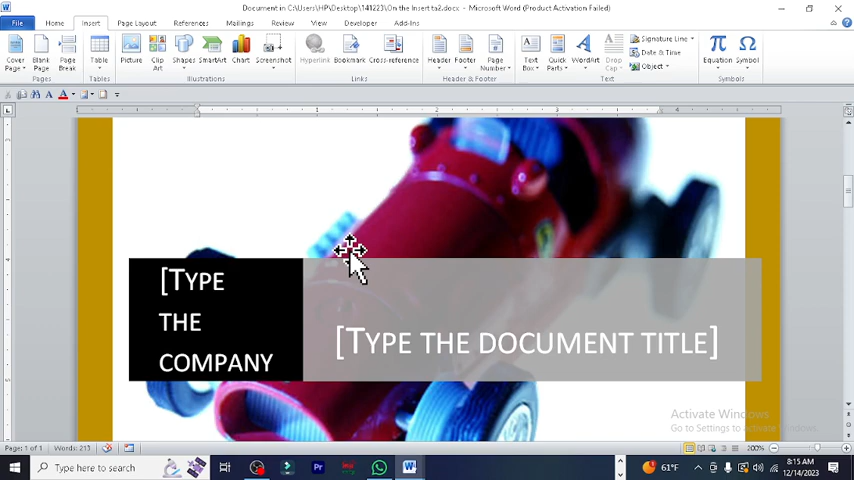 Document in C:\Users\HP\Desktop\141223\On the Insert ta2.docx - Microsoft Word (Product Activation Failed)
File Home Insert Page Layout References Mailings Review View Developer Add-Ins
Cover Page Blank Page Page Break Table Picture Clip Art Shapes SmartArt Chart Screenshot Hyperlink Bookmark Cross-reference Header Footer Page Number Text Box Quick Parts WordArt Drop Cap Signature Line Date & Time Object Equation Symbol
Pages Tables Illustrations Links Header & Footer Text Symbols
[TYPE
THE
COMPANY
[TYPE THE DOCUMENT TITLE]
Activate Windows
Go to Settings to activate Windows.
Page: 1 of 1 Words: 213 200%
Type here to search Pr W 61°F 8:15 AM
12/14/2023